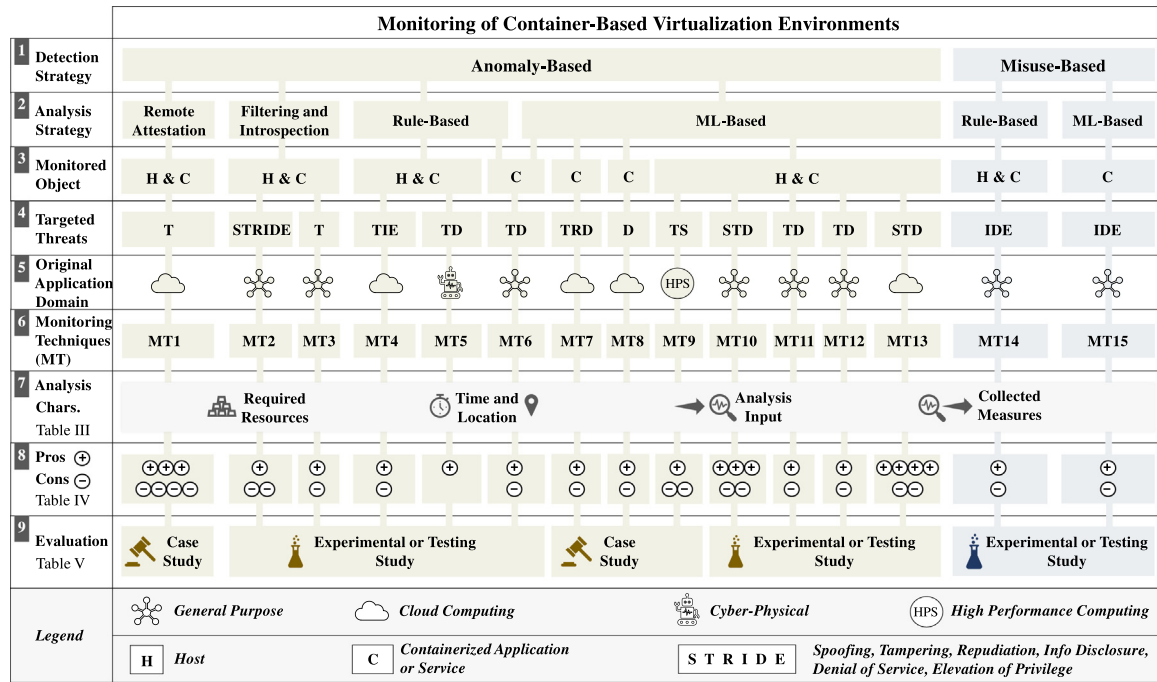 Monitoring of Container-Based Virtualization Environments
1 Detection
Strategy
Anomaly-Based Misuse-Based
2 Analysis
Strategy
Remote
Attestation
Filtering and
Introspection
Rule-Based ML-Based Rule-Based ML-Based
3 Monitored
Object
H & C H & C H & C C C C H & C H & C C
4 Targeted
Threats
T STRIDE T TIE TD TD TRD D TS STD TD TD STD IDE IDE
5 Original
Application
Domain
HPS
6 Monitoring
Techniques
(MT)
MT1 MT2 MT3 MT4 MT5 MT6 MT7 MT8 MT9 MT10 MT11 MT12 MT13 MT14 MT15
7 Analysis
Chars.
Table III
Required
Resources
Time and
Location
Analysis
Input
Collected
Measures
8 Pros
Cons
Table IV
9 Evaluation
Table V
Case
Study
Experimental or Testing
Study
Case
Study
Experimental or Testing
Study
Experimental or Testing
Study
Legend
General Purpose
Cloud Computing
Cyber-Physical
HPS High Performance Computing
H Host
C Containerized Application
or Service
S T R I D E Spoofing, Tampering, Repudiation, Info Disclosure,
Denial of Service, Elevation of Privilege